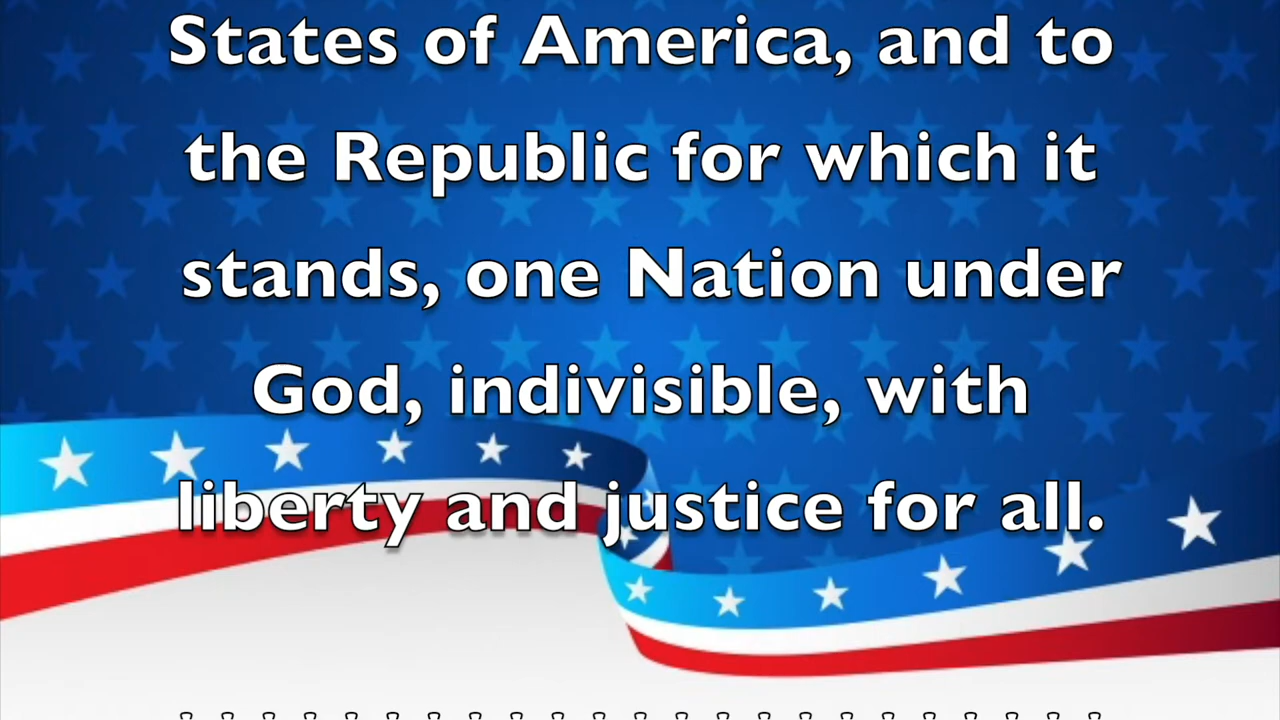 States of America, and to
the Republic for which it
stands, one Nation under
God, indivisible, with
liberty and justice for all.